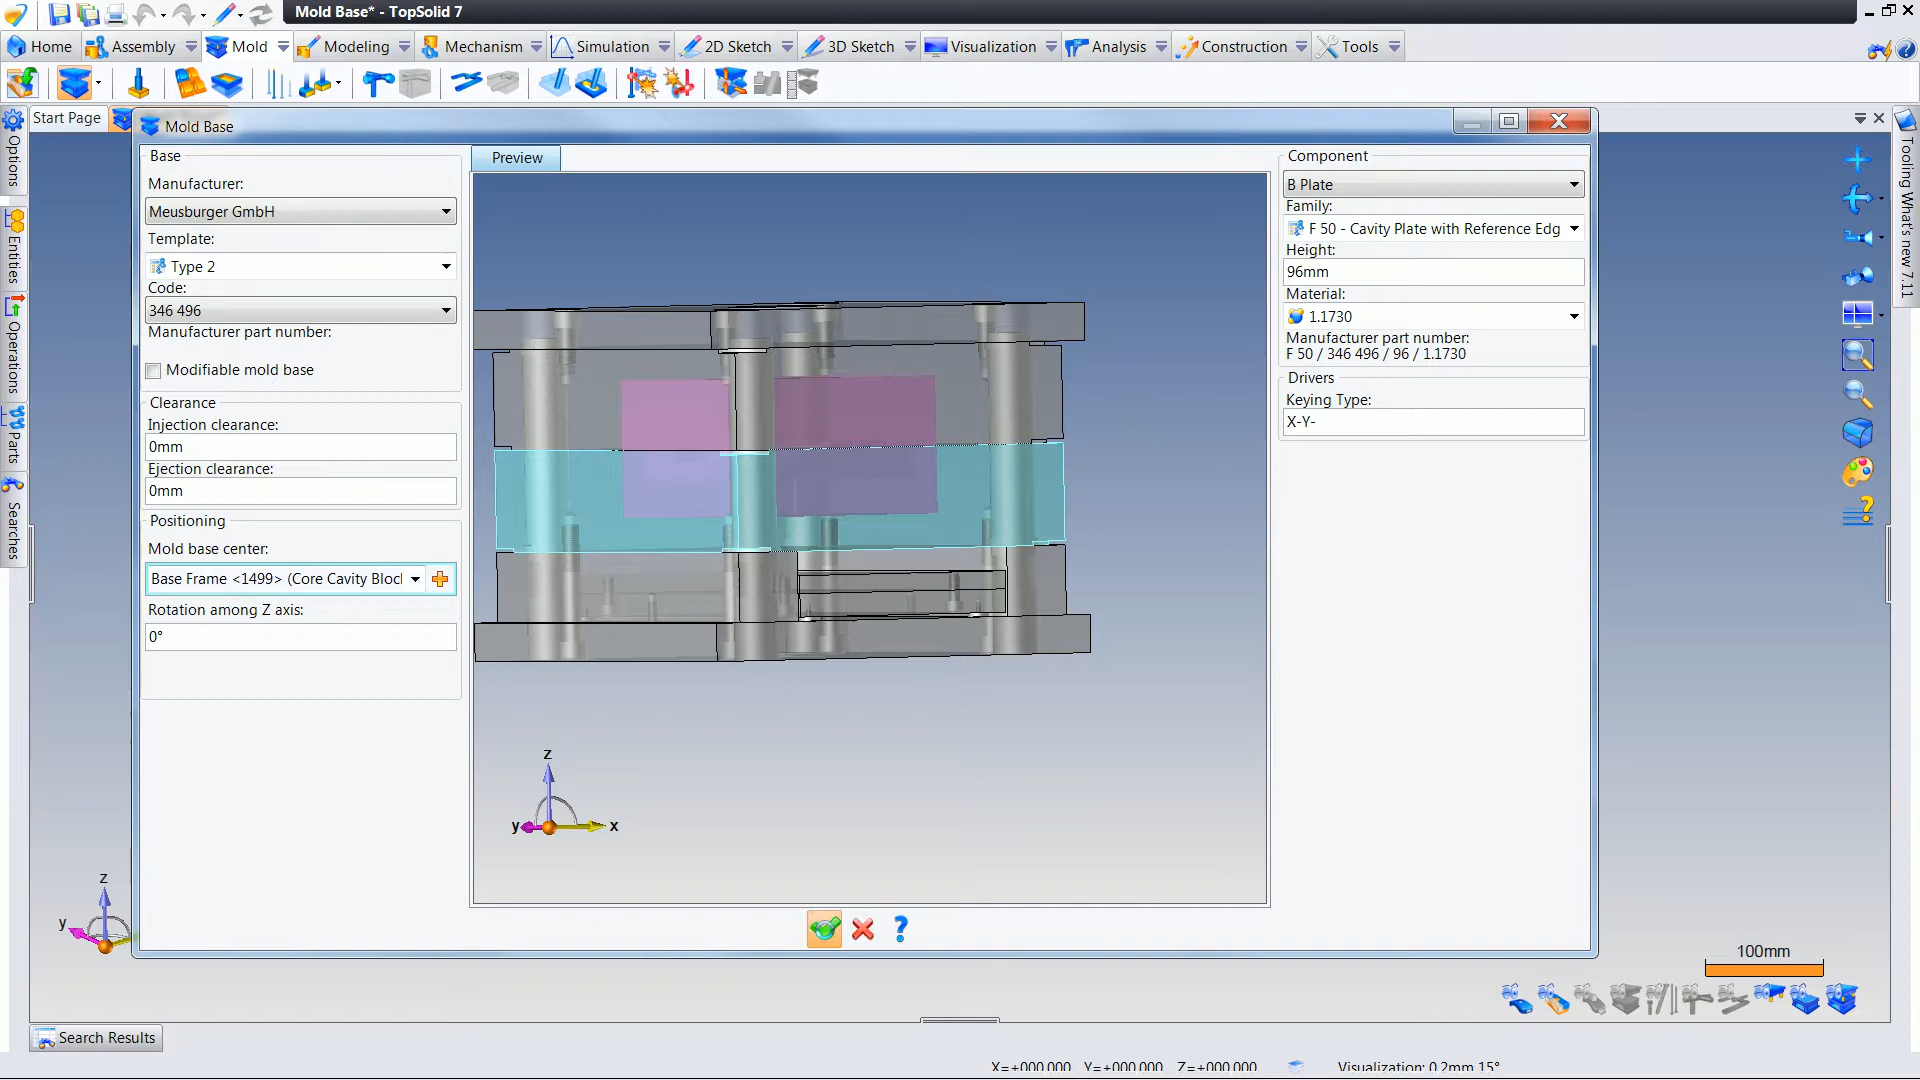 Mold Base* - TopSolid 7
Home
Assembly
Mold
Modeling
Mechanism
Simulation
2D Sketch
3D Sketch
Visualization
Analysis
Construction
Tools
Start Page
Mold Base
Options
Entities
Operations
Parts
Searches
Base
Manufacturer:
Meusburger GmbH
Template:
Type 2
Code:
346 496
Manufacturer part number:
Modifiable mold base
Clearance
Injection clearance:
0mm
Ejection clearance:
0mm
Positioning
Mold base center:
Base Frame <1499> (Core Cavity Bloc
Rotation among Z axis:
0°
Preview
z
y
x
Component
B Plate
Family:
F 50 - Cavity Plate with Reference Edg
Height:
96mm
Material:
1.1730
Manufacturer part number:
F 50 / 346 496 / 96 / 1.1730
Drivers
Keying Type:
X-Y-
Tooling What's new 7.11
z
y
100mm
Search Results
X=+000.000 Y=+000.000 Z=+000.000
Visualization: 0.2mm 15°